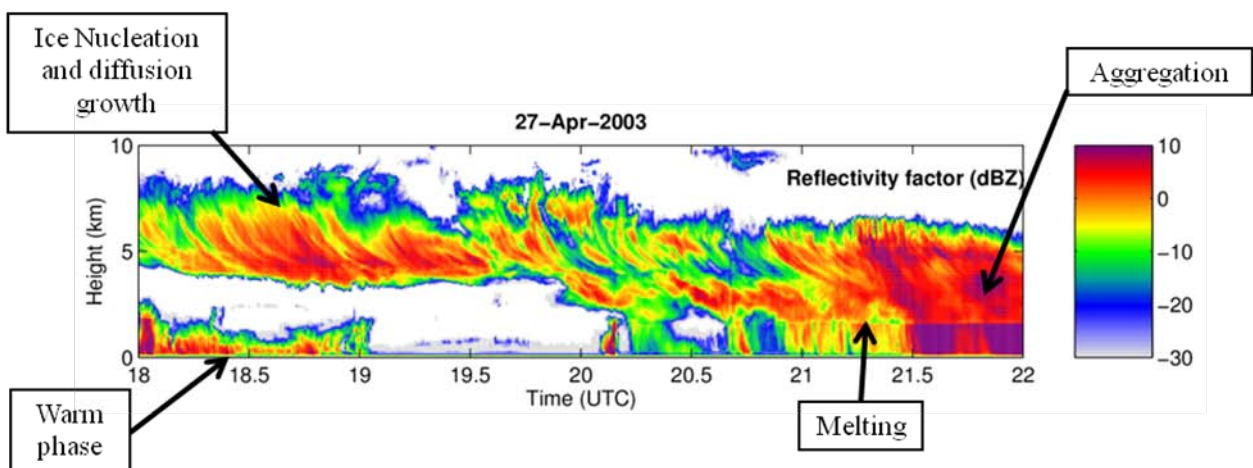 Ice Nucleation
and diffusion
growth
Aggregation
27-Apr-2003
Reflectivity factor (dBZ)
Height (km)
10
5
0
18
18.5
19
19.5
20
20.5
21
21.5
22
Time (UTC)
10
0
-10
-20
-30
Warm
phase
Melting